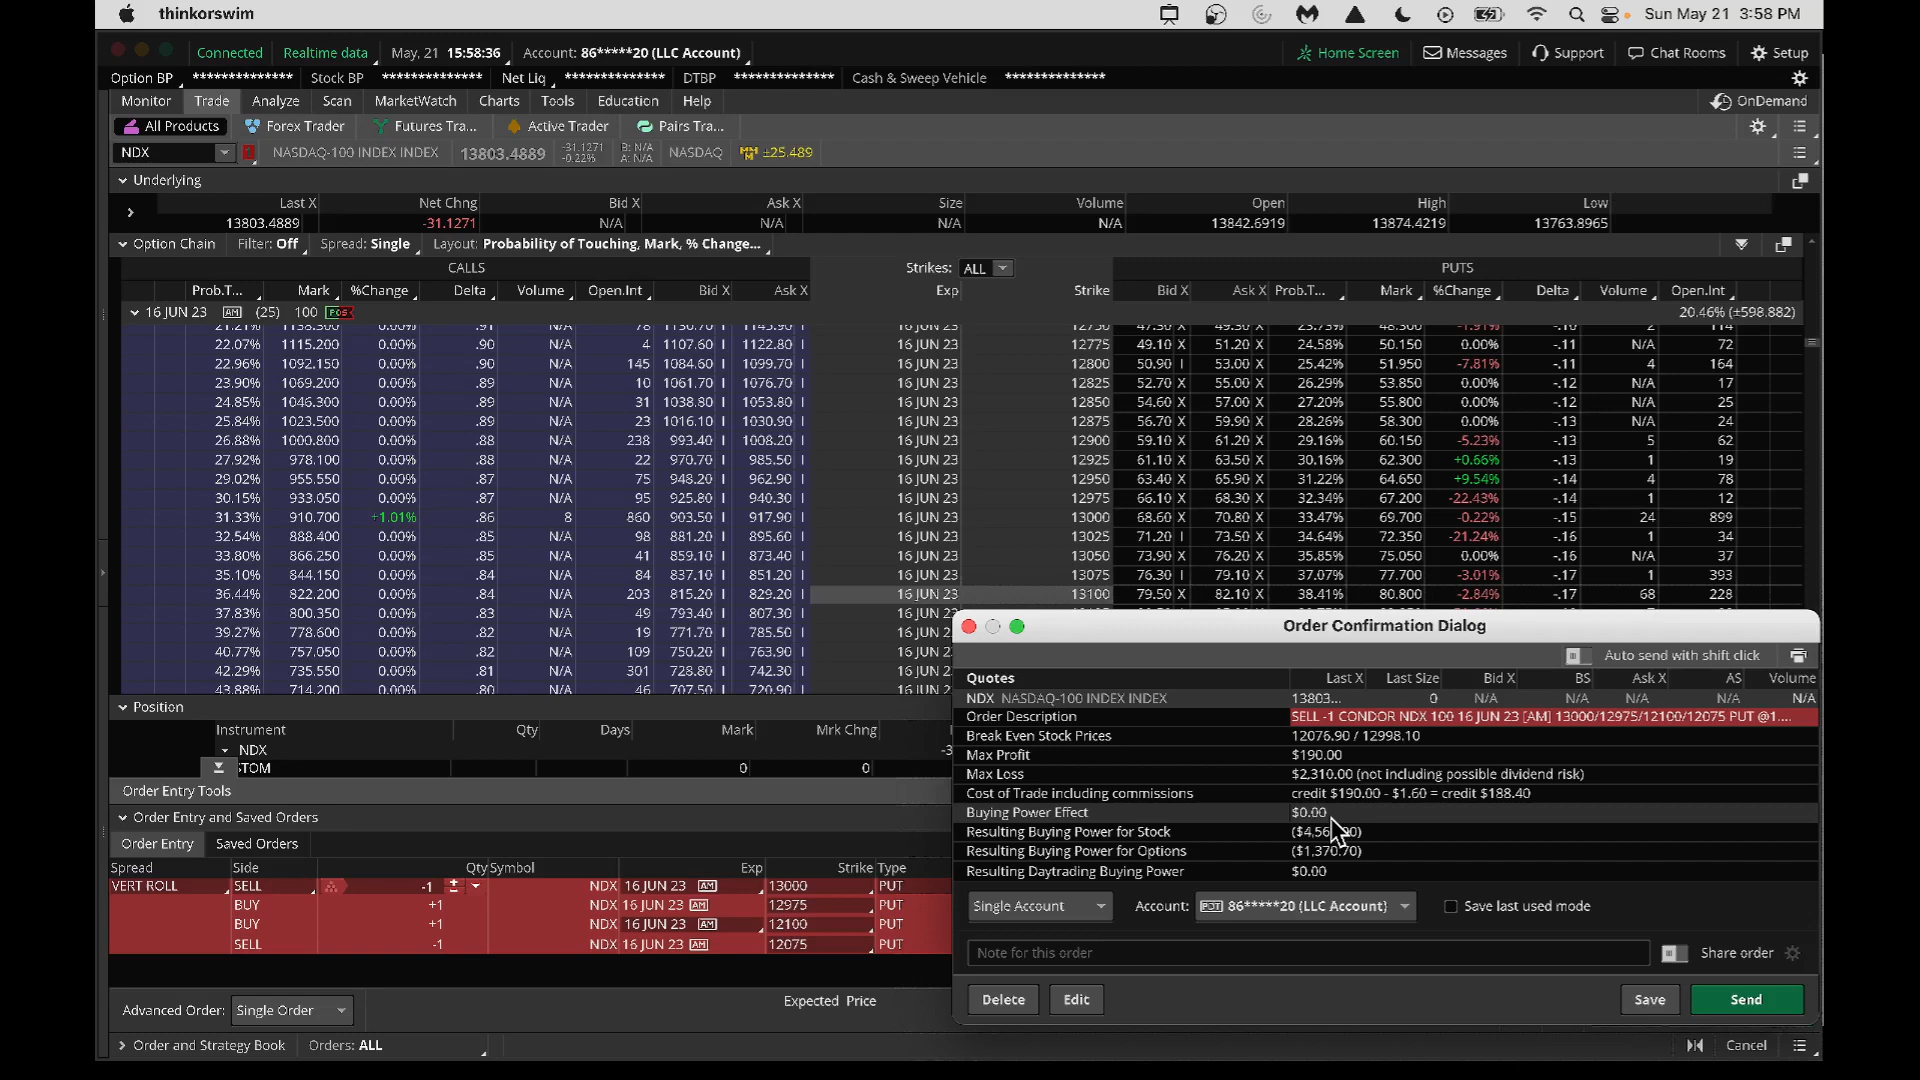 thinkorswim Sun May 21 3:58 PM
Connected Realtime data May, 21 15:58:36 Account: 86*****20 (LLC Account) Home Screen Messages Support Chat Rooms Setup
Option BP ************** Stock BP ************** Net Liq ************** DTBP ************** Cash & Sweep Vehicle **************
Monitor Trade Analyze Scan MarketWatch Charts Tools Education Help OnDemand
All Products Forex Trader Futures Tra... Active Trader Pairs Tra...
NDX NASDAQ-100 INDEX INDEX 13803.4889 -31.1271 -0.22% B: N/A A: N/A NASDAQ ±25.489
Underlying
Last X Net Chng Bid X Ask X Size Volume Open High Low
13803.4889 -31.1271 N/A N/A N/A 13842.6919 13874.4219 13763.8965
Option Chain Filter: Off Spread: Single Layout: Probability of Touching, Mark, % Change...
CALLS Strikes: ALL PUTS
Prob.T... Mark %Change Delta Volume Open.Int Bid X Ask X Exp Strike Bid X Ask X Prob.T... Mark %Change Delta Volume Open.Int
16 JUN 23 AM (25) 100 POS 20.46% (±598.882)
22.07% 1115.200 0.00% .90 N/A 4 1107.60 I 1122.80 I 16 JUN 23 12775 49.10 X 51.20 X 24.58% 50.150 0.00% -.11 N/A 72
22.96% 1092.150 0.00% .90 N/A 145 1084.60 I 1099.70 I 16 JUN 23 12800 50.90 I 53.00 X 25.42% 51.950 -7.81% -.11 4 164
23.90% 1069.200 0.00% .89 N/A 10 1061.70 I 1076.70 I 16 JUN 23 12825 52.70 X 55.00 X 26.29% 53.850 0.00% -.12 N/A 17
24.85% 1046.300 0.00% .89 N/A 31 1038.80 I 1053.80 I 16 JUN 23 12850 54.60 X 57.00 X 27.20% 55.800 0.00% -.12 N/A 25
25.84% 1023.500 0.00% .89 N/A 23 1016.10 I 1030.90 I 16 JUN 23 12875 56.70 X 59.90 X 28.26% 58.300 0.00% -.13 N/A 24
26.88% 1000.800 0.00% .88 N/A 238 993.40 I 1008.20 I 16 JUN 23 12900 59.10 X 61.20 X 29.16% 60.150 -5.23% -.13 5 62
27.92% 978.100 0.00% .88 N/A 22 970.70 I 985.50 I 16 JUN 23 12925 61.10 X 63.50 X 30.16% 62.300 +0.66% -.13 1 19
29.02% 955.550 0.00% .87 N/A 75 948.20 I 962.90 I 16 JUN 23 12950 63.40 X 65.90 X 31.22% 64.650 +9.54% -.14 4 78
30.15% 933.050 0.00% .87 N/A 95 925.80 I 940.30 I 16 JUN 23 12975 66.10 X 68.30 X 32.34% 67.200 -22.43% -.14 1 12
31.33% 910.700 +1.01% .86 8 860 903.50 I 917.90 I 16 JUN 23 13000 68.60 X 70.80 X 33.47% 69.700 -0.22% -.15 24 899
32.54% 888.400 0.00% .85 N/A 98 881.20 I 895.60 I 16 JUN 23 13025 71.20 I 73.50 X 34.64% 72.350 -21.24% -.16 1 34
33.80% 866.250 0.00% .85 N/A 41 859.10 I 873.40 I 16 JUN 23 13050 73.90 X 76.20 X 35.85% 75.050 0.00% -.16 N/A 37
35.10% 844.150 0.00% .84 N/A 84 837.10 I 851.20 I 16 JUN 23 13075 76.30 I 79.10 X 37.07% 77.700 -3.01% -.17 1 393
36.44% 822.200 0.00% .84 N/A 203 815.20 I 829.20 I 16 JUN 23 13100 79.50 X 82.10 X 38.41% 80.800 -2.84% -.17 68 228
37.83% 800.350 0.00% .83 N/A 49 793.40 I 807.30 I 16 JUN 23
39.27% 778.600 0.00% .82 N/A 19 771.70 I 785.50 I
40.77% 757.050 0.00% .82 N/A 109 750.20 I 763.90 I
42.29% 735.550 0.00% .81 N/A 301 728.80 I 742.30 I
43.88% 714.200 0.00% .80 N/A 46 707.50 I 720.90 I
Position
Instrument Qty Days Mark Mrk Chng
NDX
STOM 0 0
Order Entry Tools
Order Entry and Saved Orders
Order Entry Saved Orders
Spread Side Qty Symbol Exp Strike Type
VERT ROLL SELL -1 NDX 16 JUN 23 AM 13000 PUT
BUY +1 NDX 16 JUN 23 AM 12975 PUT
BUY +1 NDX 16 JUN 23 AM 12100 PUT
SELL -1 NDX 16 JUN 23 AM 12075 PUT
Advanced Order: Single Order Expected Price
Order and Strategy Book Orders: ALL Cancel
Order Confirmation Dialog
Auto send with shift click
Quotes Last X Last Size Bid X BS Ask X AS Volume
NDX NASDAQ-100 INDEX INDEX 13803... 0 N/A N/A N/A N/A N/A
Order Description SELL -1 CONDOR NDX 100 16 JUN 23 [AM] 13000/12975/12100/12075 PUT @1....
Break Even Stock Prices 12076.90 / 12998.10
Max Profit $190.00
Max Loss $2,310.00 (not including possible dividend risk)
Cost of Trade including commissions credit $190.00 - $1.60 = credit $188.40
Buying Power Effect $0.00
Resulting Buying Power for Stock
Resulting Buying Power for Options ($1,370.70)
Resulting Daytrading Buying Power $0.00
Single Account Account: POT 86*****20 (LLC Account) Save last used mode
Note for this order Share order
Delete Edit Save Send